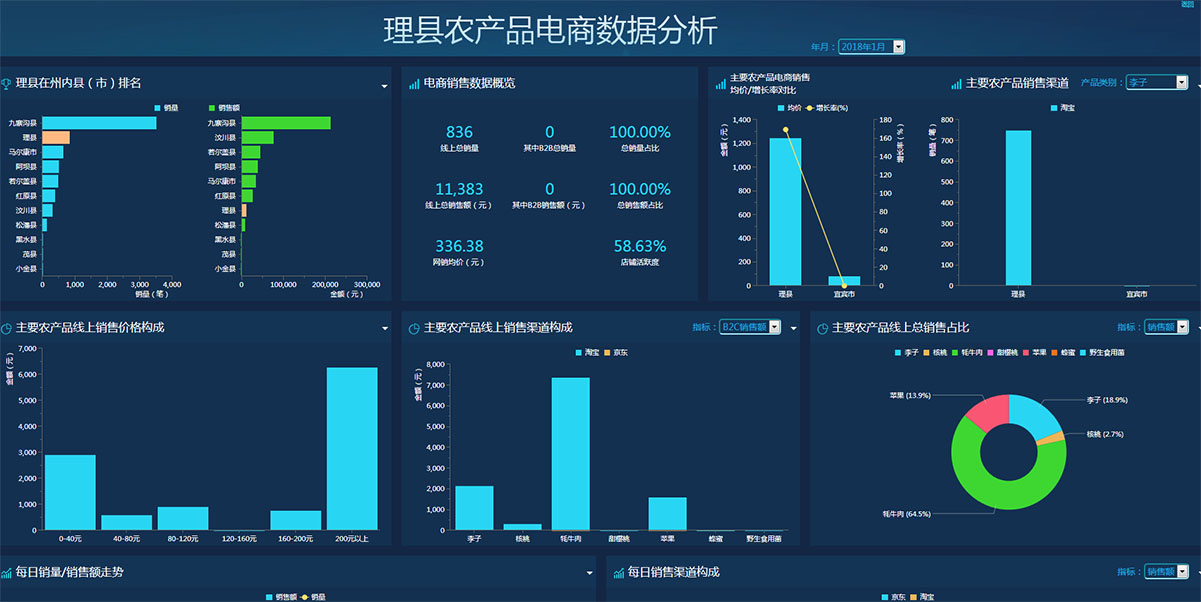 返回
理县农产品电商数据分析
年月： 2018年1月
理县在州内县（市）排名
销量
九寨沟县
理县
马尔康市
阿坝县
若尔盖县
红原县
汶川县
松潘县
黑水县
茂县
小金县
0 1,000 2,000 3,000 4,000
销量（笔）
销售额
九寨沟县
汶川县
若尔盖县
阿坝县
马尔康市
红原县
理县
松潘县
黑水县
茂县
小金县
0 100,000 200,000 300,000
金额（元）
电商销售数据概览
836 0 100.00%
线上总销量 其中B2B总销量 总销量占比
11,383 0 100.00%
线上总销售额（元） 其中B2B销售额（元） 总销售额占比
336.38 58.63%
网销均价（元） 店铺活跃度
主要农产品电商销售
均价/增长率对比
均价 增长率(%)
金额（元）
1,400
1,200
1,000
800
600
400
200
0
增长率（%）
180
160
140
120
100
80
60
40
20
0
理县 宜宾市
主要农产品销售渠道 产品类别： 李子
淘宝
销量（笔）
800
700
600
500
400
300
200
100
0
理县 宜宾市
主要农产品线上销售价格构成
金额（元）
7,000
6,000
5,000
4,000
3,000
2,000
1,000
0
0-40元 40-80元 80-120元 120-160元 160-200元 200元以上
主要农产品线上销售渠道构成 指标： B2C销售额
淘宝 京东
金额（元）
8,000
7,000
6,000
5,000
4,000
3,000
2,000
1,000
0
李子 核桃 牦牛肉 甜樱桃 苹果 蜂蜜 野生食用菌
主要农产品线上总销售占比 指标： 销售额
李子 核桃 牦牛肉 甜樱桃 苹果 蜂蜜 野生食用菌
苹果 (13.9%)
李子 (18.9%)
核桃 (2.7%)
牦牛肉 (64.5%)
每日销量/销售额走势
销售额 销量
每日销售渠道构成 指标： 销售额
京东 淘宝